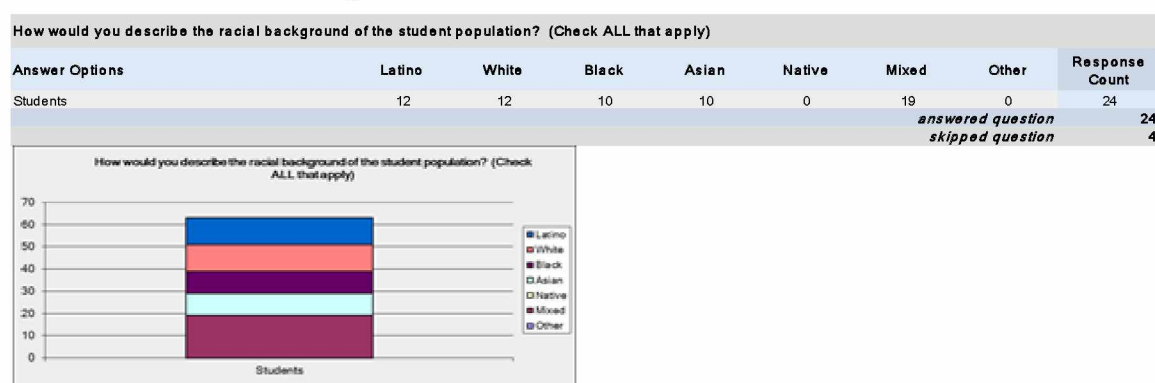 How would you describe the racial background of the student population? (Check ALL that apply)
Answer Options Latino White Black Asian Native Mixed Other Response Count
Students 12 12 10 10 0 19 0 24
answered question 24
skipped question 4
How would you describe the racial background of the student population? (Check
ALL that apply)
70
60
50
40
30
20
10
0
Students
Latino
White
Black
Asian
Native
Mixed
Other